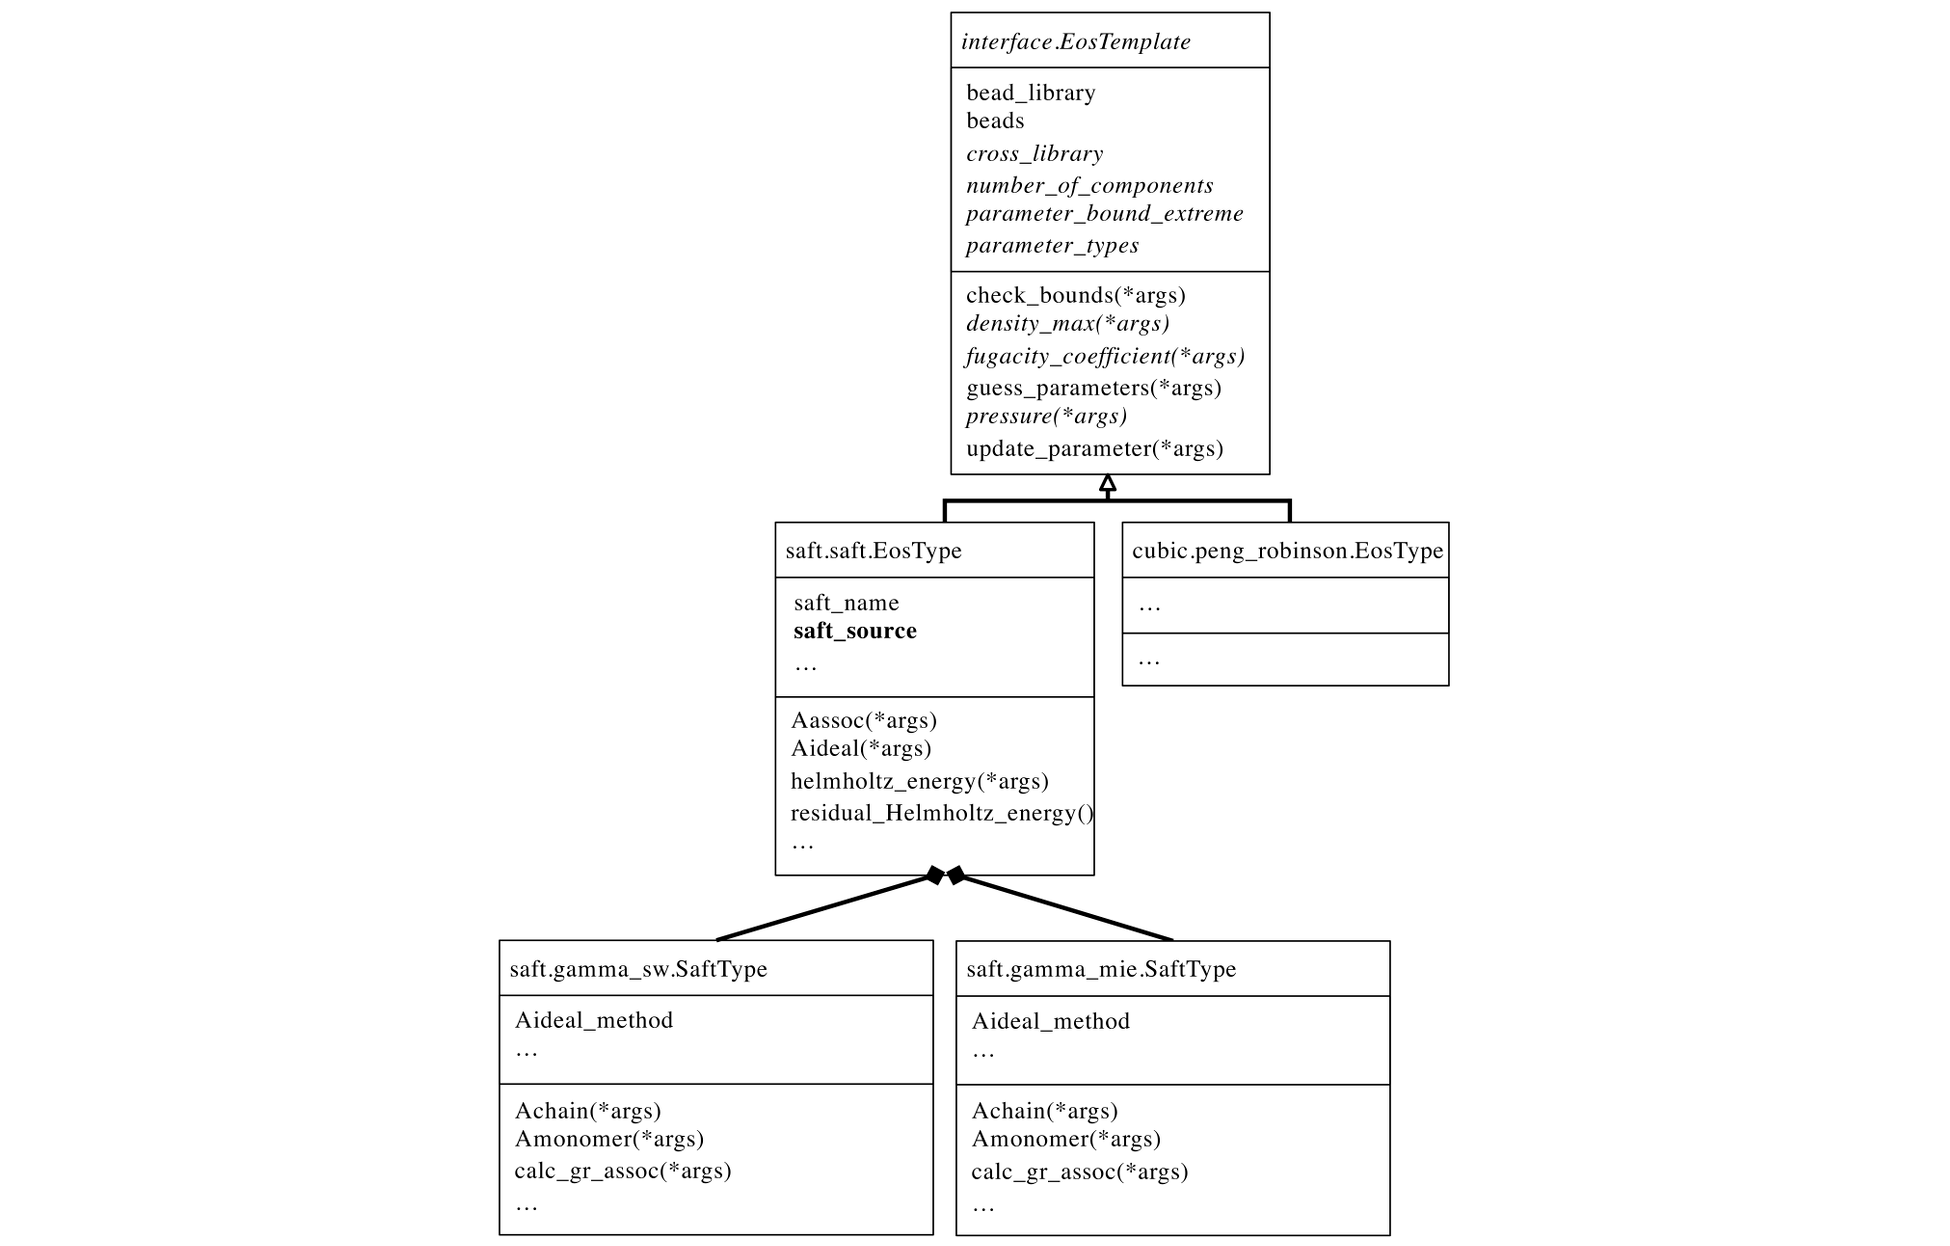 interface.EosTemplate
bead_library
beads
cross_library
number_of_components
parameter_bound_extreme
parameter_types
check_bounds(*args)
density_max(*args)
fugacity_coefficient(*args)
guess_parameters(*args)
pressure(*args)
update_parameter(*args)
saft.saft.EosType
saft_name
saft_source
…
Aassoc(*args)
Aideal(*args)
helmholtz_energy(*args)
residual_Helmholtz_energy()
…
cubic.peng_robinson.EosType
…
…
saft.gamma_sw.SaftType
Aideal_method
…
Achain(*args)
Amonomer(*args)
calc_gr_assoc(*args)
…
saft.gamma_mie.SaftType
Aideal_method
…
Achain(*args)
Amonomer(*args)
calc_gr_assoc(*args)
…